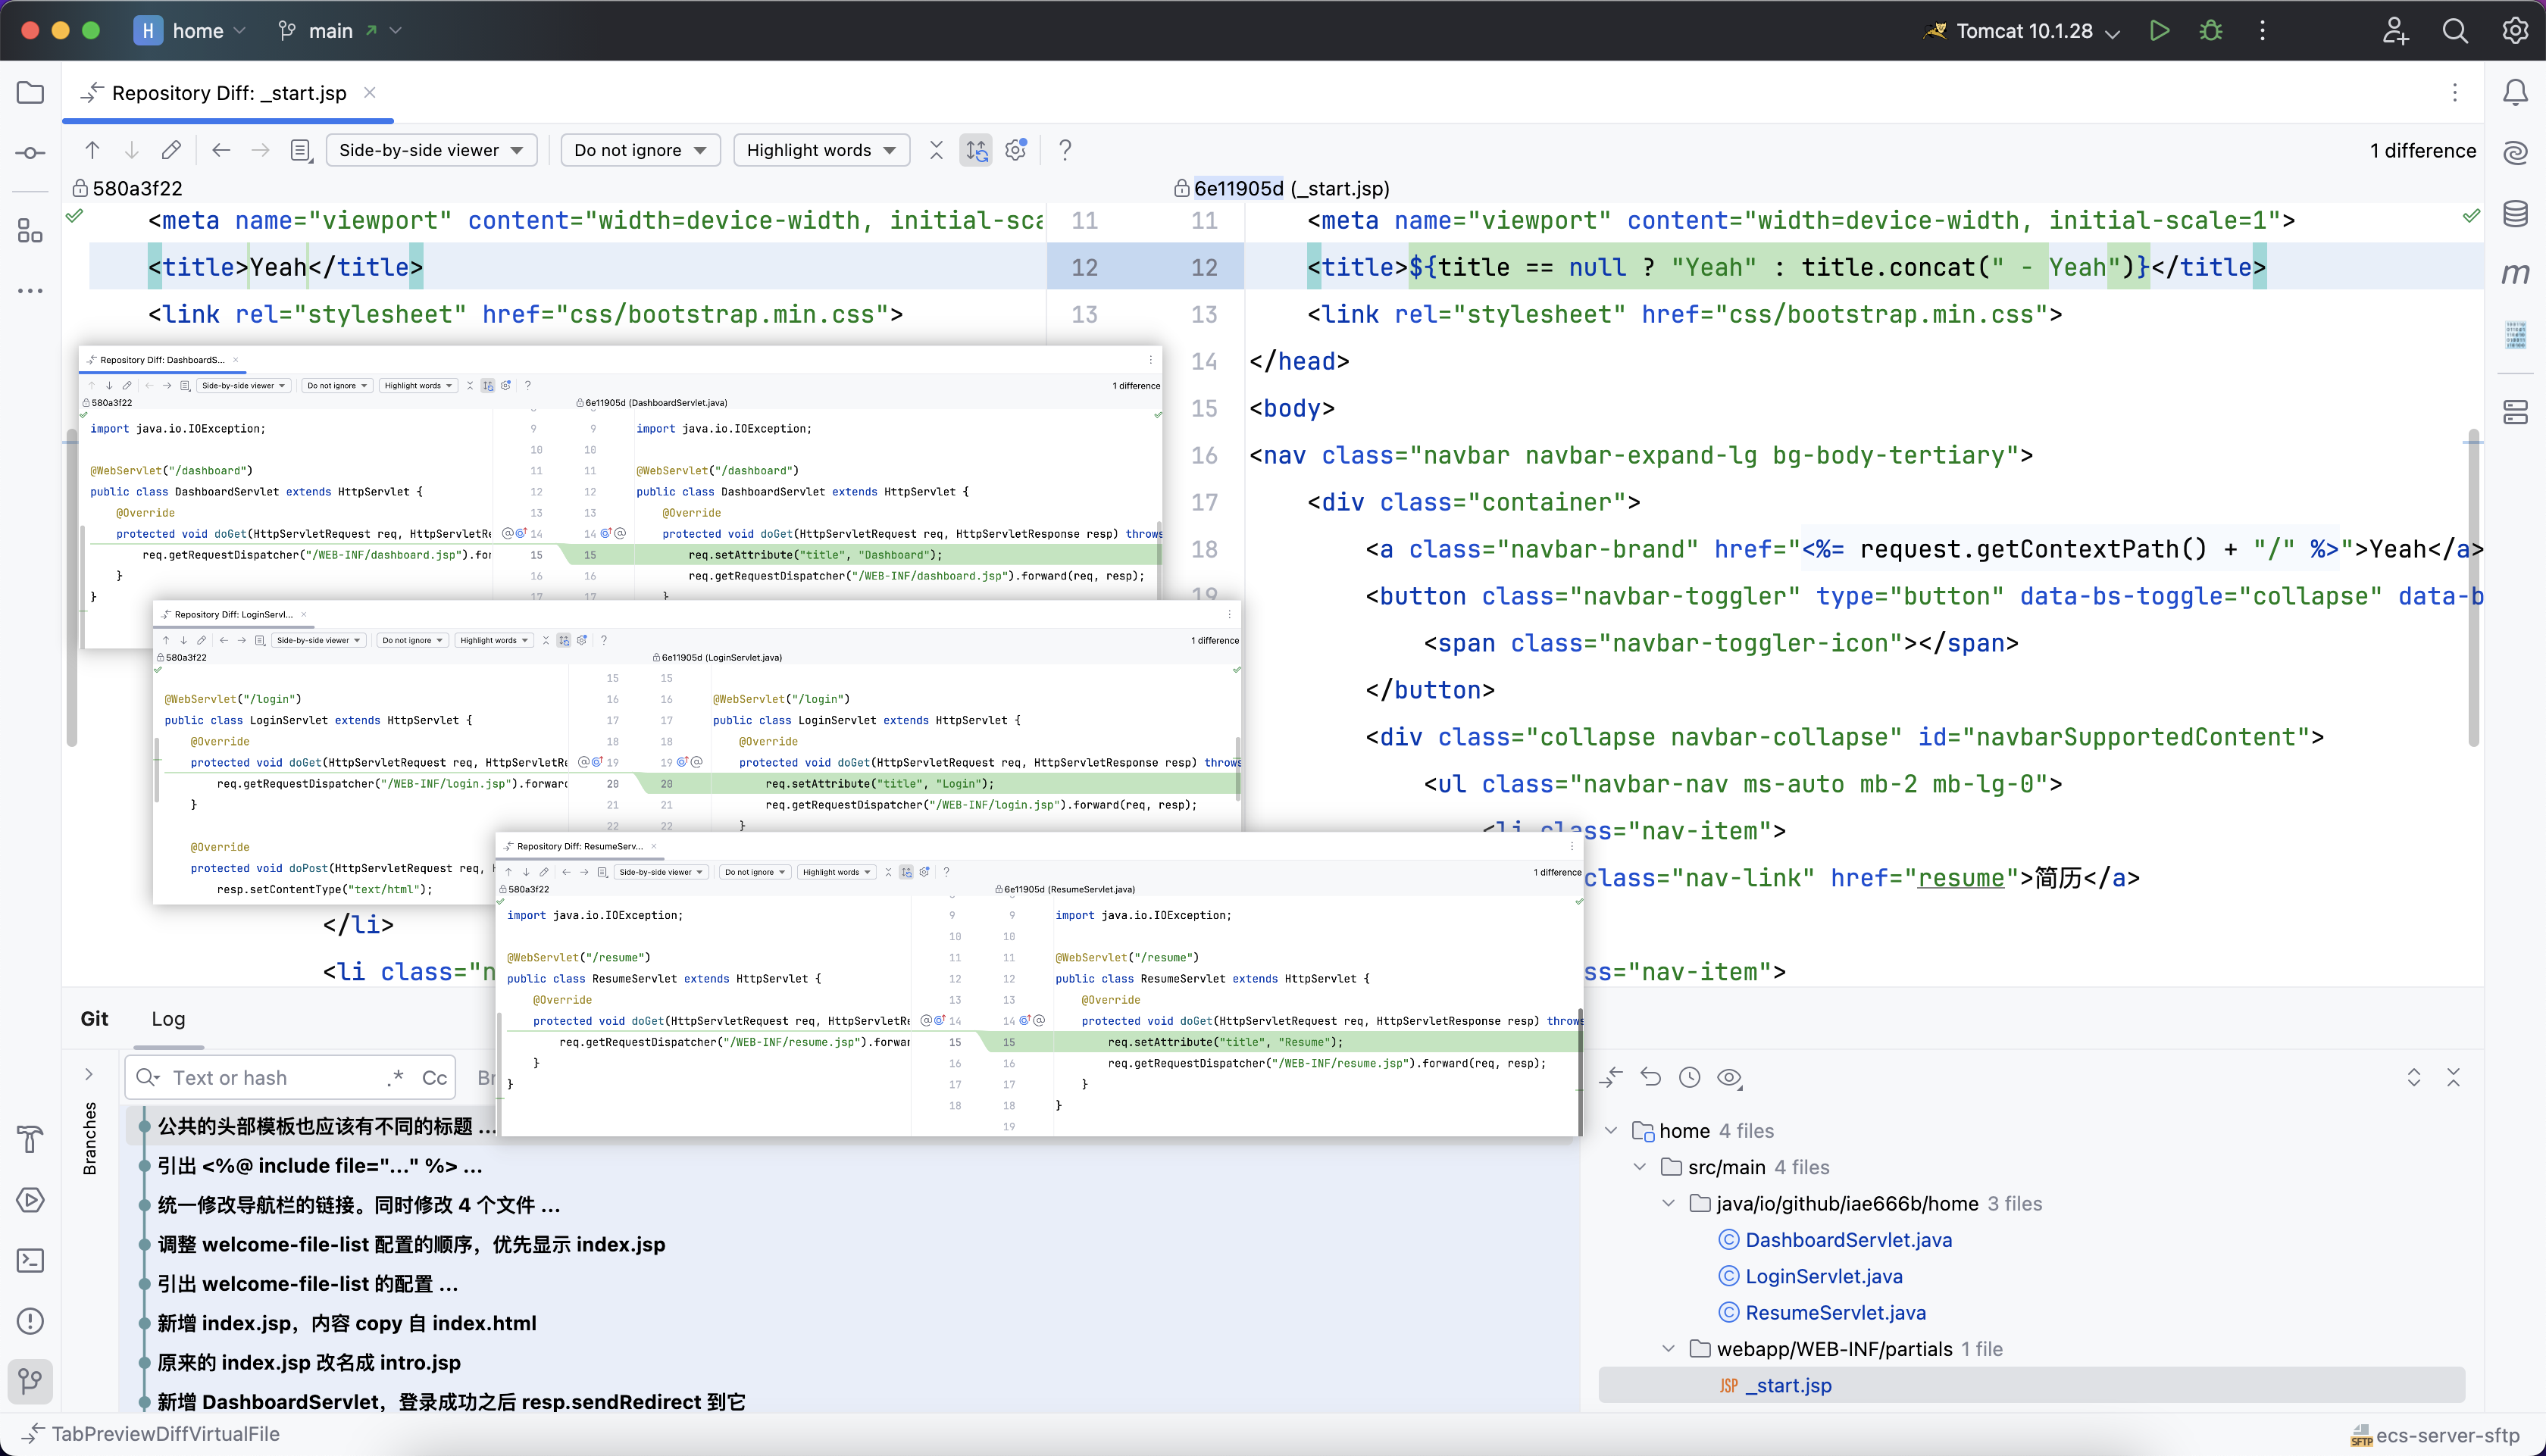 H home main Tomcat 10.1.28
Repository Diff: _start.jsp
Side-by-side viewer Do not ignore Highlight words ? 1 difference
580a3f22 6e11905d (_start.jsp)
<meta name="viewport" content="width=device-width, initial-sca 11 11 <meta name="viewport" content="width=device-width, initial-scale=1">
<title>Yeah</title> 12 12 <title>${title == null ? "Yeah" : title.concat(" - Yeah")}</title>
<link rel="stylesheet" href="css/bootstrap.min.css"> 13 13 <link rel="stylesheet" href="css/bootstrap.min.css">
14 </head>
15 <body>
16 <nav class="navbar navbar-expand-lg bg-body-tertiary">
17 <div class="container">
18 <a class="navbar-brand" href="<%= request.getContextPath() + "/" %>">Yeah</a>
19 <button class="navbar-toggler" type="button" data-bs-toggle="collapse" data-b
<span class="navbar-toggler-icon"></span>
</button>
<div class="collapse navbar-collapse" id="navbarSupportedContent">
<ul class="navbar-nav ms-auto mb-2 mb-lg-0">
<li class="nav-item">
class="nav-link" href="resume">简历</a>
ss="nav-item">
</li>
<li class="n
Repository Diff: DashboardS...
Side-by-side viewer Do not ignore Highlight words ? 1 difference
580a3f22 6e11905d (DashboardServlet.java)
import java.io.IOException; 9 9 import java.io.IOException;
10 10
@WebServlet("/dashboard") 11 11 @WebServlet("/dashboard")
public class DashboardServlet extends HttpServlet { 12 12 public class DashboardServlet extends HttpServlet {
@Override 13 13 @Override
protected void doGet(HttpServletRequest req, HttpServletRe 14 14 protected void doGet(HttpServletRequest req, HttpServletResponse resp) throws
req.getRequestDispatcher("/WEB-INF/dashboard.jsp").for 15 15 req.setAttribute("title", "Dashboard");
} 16 16 req.getRequestDispatcher("/WEB-INF/dashboard.jsp").forward(req, resp);
} 17 17 }
Repository Diff: LoginServl...
Side-by-side viewer Do not ignore Highlight words ? 1 difference
580a3f22 6e11905d (LoginServlet.java)
15 15
@WebServlet("/login") 16 16 @WebServlet("/login")
public class LoginServlet extends HttpServlet { 17 17 public class LoginServlet extends HttpServlet {
@Override 18 18 @Override
protected void doGet(HttpServletRequest req, HttpServletRe 19 19 protected void doGet(HttpServletRequest req, HttpServletResponse resp) throws
req.getRequestDispatcher("/WEB-INF/login.jsp").forward 20 20 req.setAttribute("title", "Login");
} 21 21 req.getRequestDispatcher("/WEB-INF/login.jsp").forward(req, resp);
22 22 }
@Override
protected void doPost(HttpServletRequest req, H
resp.setContentType("text/html");
Repository Diff: ResumeServ...
Side-by-side viewer Do not ignore Highlight words ? 1 difference
580a3f22 6e11905d (ResumeServlet.java)
import java.io.IOException; 9 9 import java.io.IOException;
10 10
@WebServlet("/resume") 11 11 @WebServlet("/resume")
public class ResumeServlet extends HttpServlet { 12 12 public class ResumeServlet extends HttpServlet {
@Override 13 13 @Override
protected void doGet(HttpServletRequest req, HttpServletRe 14 14 protected void doGet(HttpServletRequest req, HttpServletResponse resp) throws
req.getRequestDispatcher("/WEB-INF/resume.jsp").forwar 15 15 req.setAttribute("title", "Resume");
} 16 16 req.getRequestDispatcher("/WEB-INF/resume.jsp").forward(req, resp);
} 17 17 }
18 18 }
19
Git Log
Text or hash .* Cc Br
Branches
公共的头部模板也应该有不同的标题 ...
引出 <%@ include file="..." %> ...
统一修改导航栏的链接。同时修改 4 个文件 ...
调整 welcome-file-list 配置的顺序，优先显示 index.jsp
引出 welcome-file-list 的配置 ...
新增 index.jsp，内容 copy 自 index.html
原来的 index.jsp 改名成 intro.jsp
新增 DashboardServlet，登录成功之后 resp.sendRedirect 到它
home 4 files
src/main 4 files
java/io/github/iae666b/home 3 files
DashboardServlet.java
LoginServlet.java
ResumeServlet.java
webapp/WEB-INF/partials 1 file
JSP _start.jsp
TabPreviewDiffVirtualFile
SFTP ecs-server-sftp